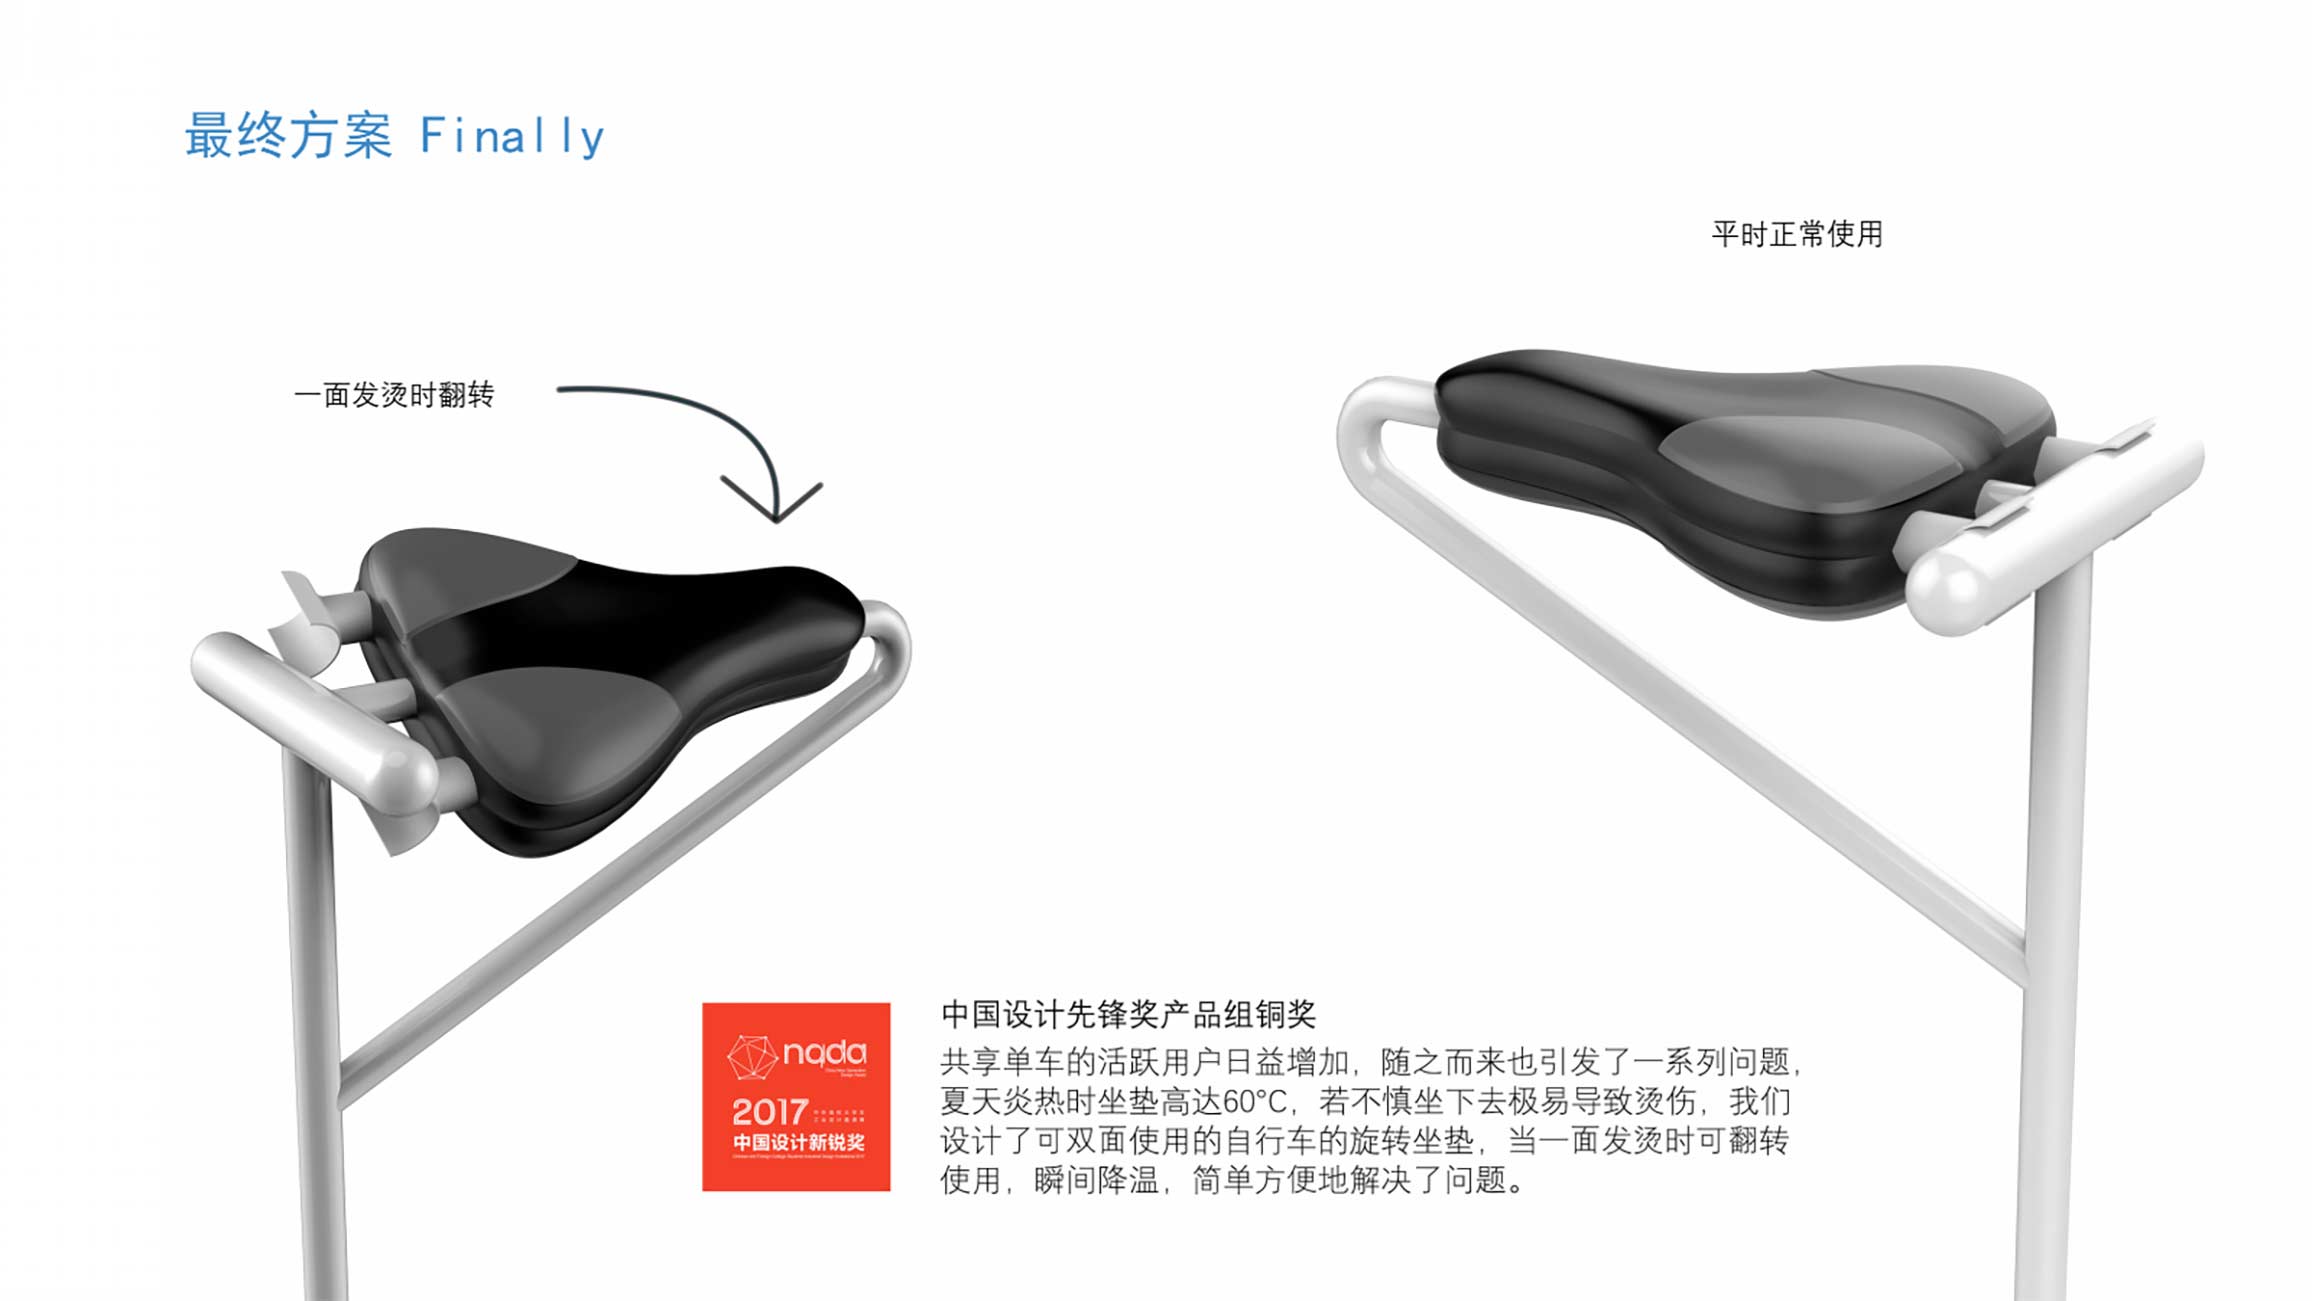 最终方案 Finally
平时正常使用
一面发烫时翻转
中国设计先锋奖产品组铜奖
共享单车的活跃用户日益增加，随之而来也引发了一系列问题，
夏天炎热时坐垫高达60°C，若不慎坐下去极易导致烫伤，我们
设计了可双面使用的自行车的旋转坐垫，当一面发烫时可翻转
使用，瞬间降温，简单方便地解决了问题。
nqda
2017
中国设计新锐奖